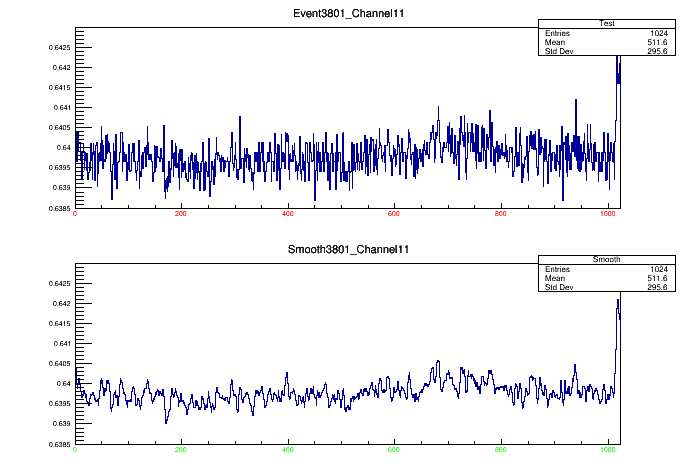 Event3801_Channel11
Test
Entries 1024
Mean 511.6
Std Dev 295.6
0.6425
0.642
0.6415
0.641
0.6405
0.64
0.6395
0.639
0.6385
0 200 400 600 800 1000
Smooth3801_Channel11
Smooth
Entries 1024
Mean 511.6
Std Dev 295.6
0.6425
0.642
0.6415
0.641
0.6405
0.64
0.6395
0.639
0.6385
0 200 400 600 800 1000